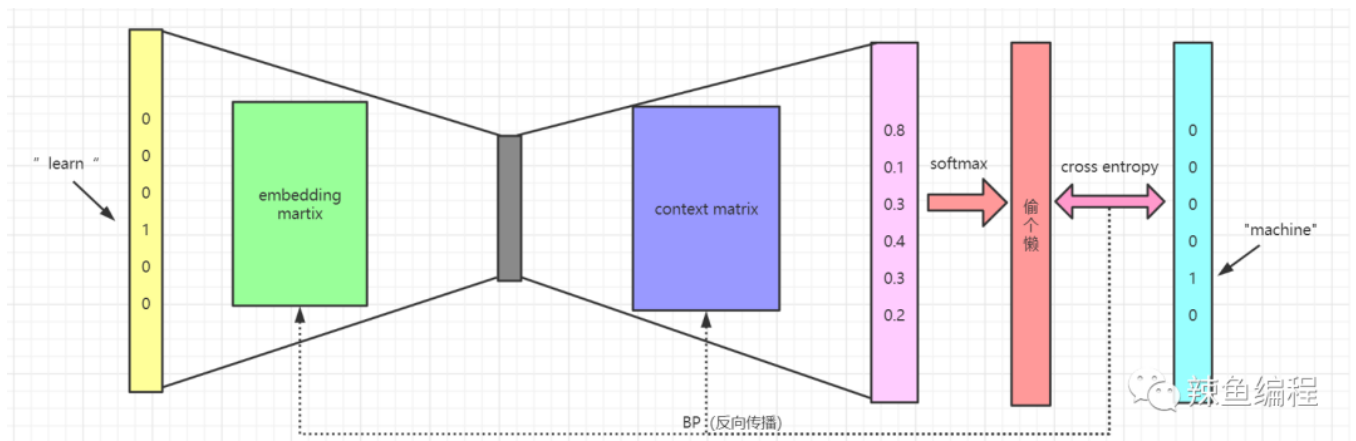 “ learn “
0
0
0
1
0
0
embedding
martix
context matrix
0.8
0.1
0.3
0.4
0.3
0.2
softmax
偷
个
懒
cross entropy
0
0
0
0
1
0
"machine"
BP（反向传播）
辣鱼编程